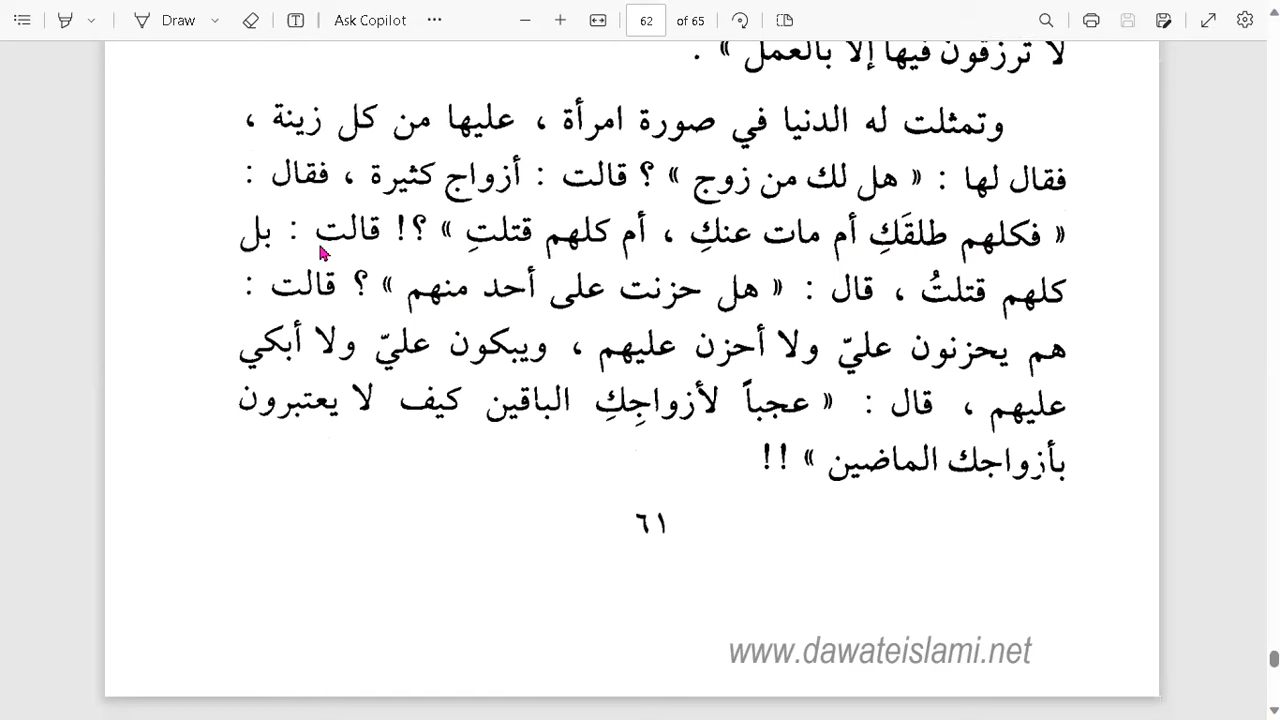 Draw
Ask Copilot
62 of 65
لا ترزقون فيها إلا بالعمل » .
وتمثلت له الدنيا في صورة امرأة ، عليها من كل زينة ،
فقال لها : « هل لك من زوج » ؟ قالت : أزواج كثيرة ، فقال :
« فكلهم طلقَكِ أم مات عنكِ ، أم كلهم قتلتِ » ؟! قالت : بل
كلهم قتلتُ ، قال : « هل حزنت على أحد منهم » ؟ قالت :
هم يحزنون عليّ ولا أحزن عليهم ، ويبكون عليّ ولا أبكي
عليهم ، قال : « عجباً لأزواجِكِ الباقين كيف لا يعتبرون
بأزواجك الماضين » !!
٦١
www.dawateislami.net